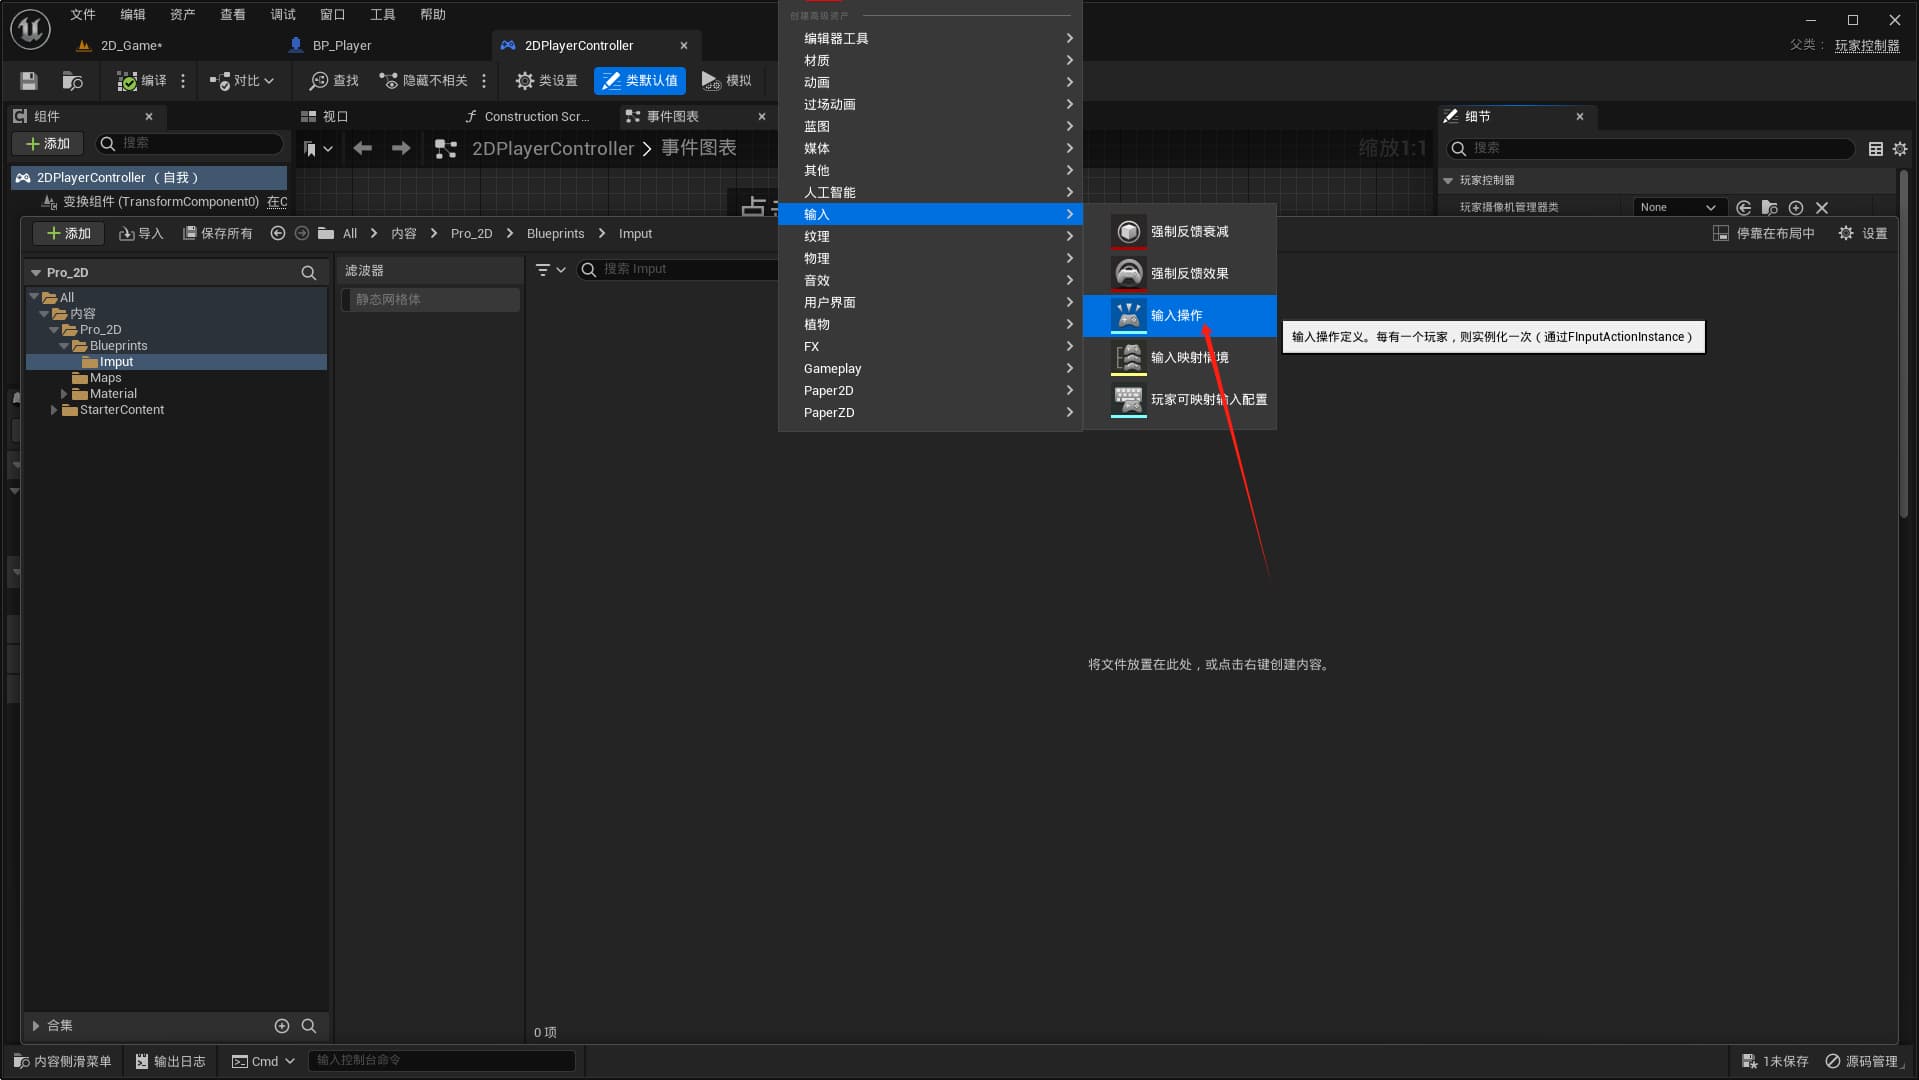 文件 编辑 资产 查看 调试 窗口 工具 帮助
2D_Game* BP_Player 2DPlayerController
父类： 玩家控制器
编译 对比 查找 隐藏不相关 类设置 类默认值 模拟
组件 视口 Construction Scr... 事件图表 细节
添加 搜索
2DPlayerController > 事件图表 缩放1:1
搜索
2DPlayerController （自我）
变换组件 (TransformComponent0) 在C
玩家控制器
玩家摄像机管理器类 None
添加 导入 保存所有 All > 内容 > Pro_2D > Blueprints > Imput
停靠在布局中 设置
Pro_2D
All
内容
Pro_2D
Blueprints
Imput
Maps
Material
StarterContent
合集
滤波器
静态网格体
搜索 Imput
创建高级资产
编辑器工具
材质
动画
过场动画
蓝图
媒体
其他
人工智能
输入
纹理
物理
音效
用户界面
植物
FX
Gameplay
Paper2D
PaperZD
强制反馈衰减
强制反馈效果
输入操作
输入映射情境
玩家可映射输入配置
输入操作定义。每有一个玩家，则实例化一次（通过FInputActionInstance）
将文件放置在此处，或点击右键创建内容。
0 项
内容侧滑菜单 输出日志 Cmd 输入控制台命令
1未保存 源码管理